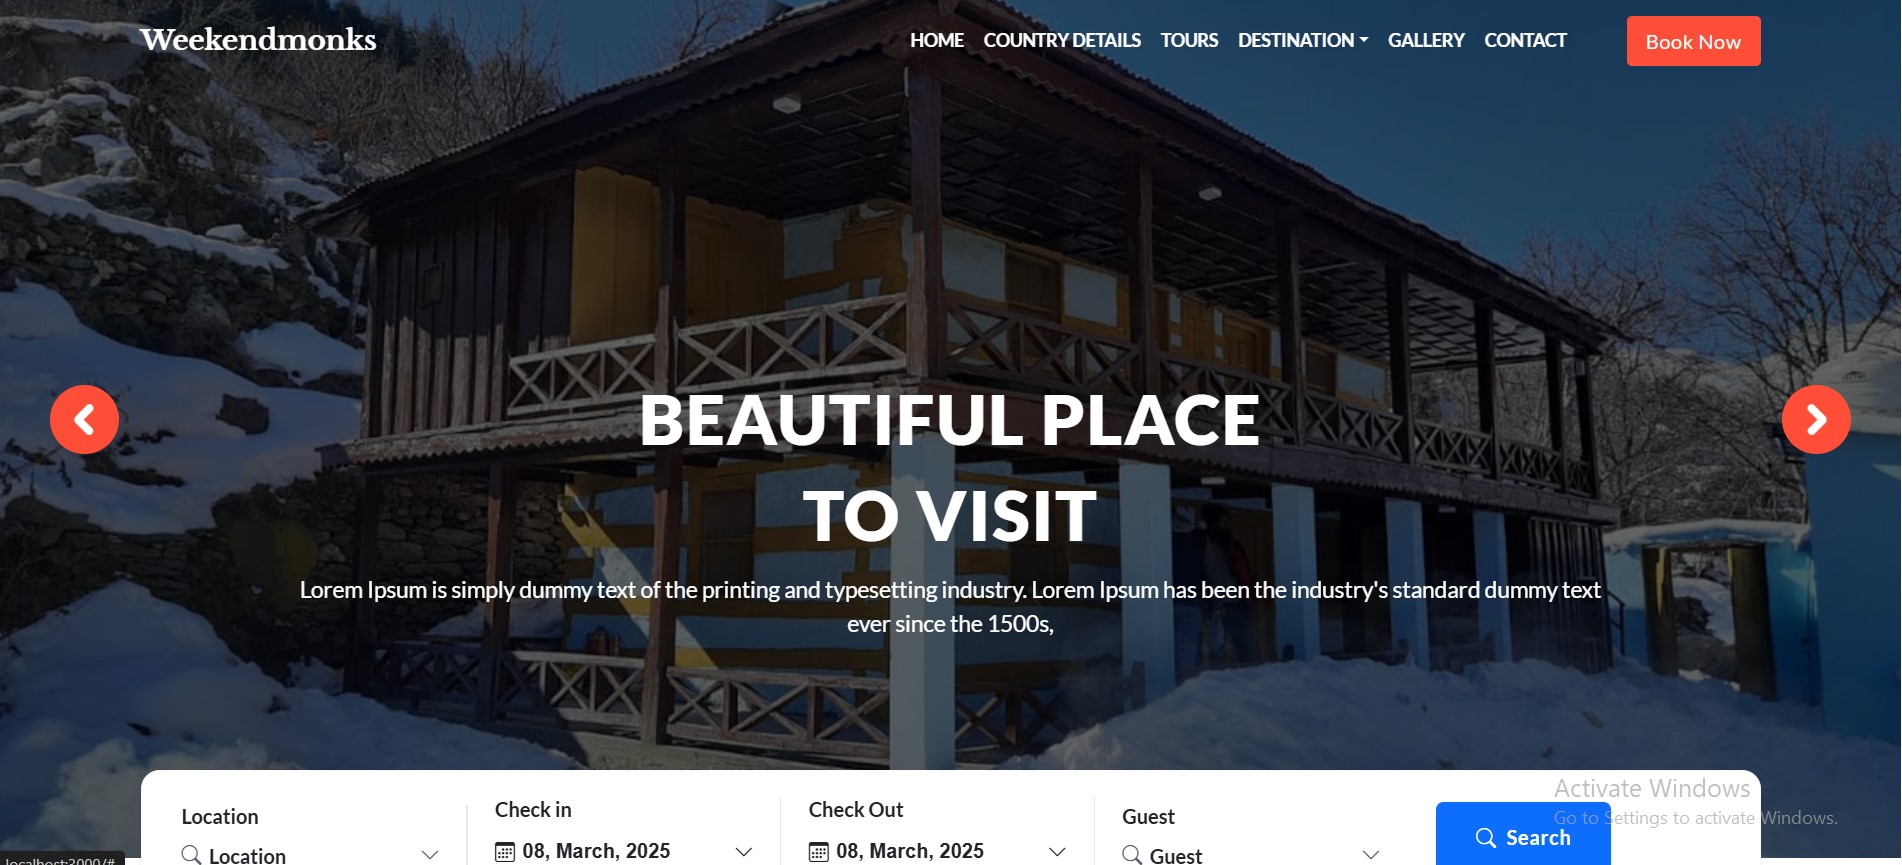 Weekendmonks
HOME COUNTRY DETAILS TOURS DESTINATION GALLERY CONTACT Book Now
BEAUTIFUL PLACE
TO VISIT
Lorem Ipsum is simply dummy text of the printing and typesetting industry. Lorem Ipsum has been the industry's standard dummy text
ever since the 1500s,
Location Check in Check Out Guest
Location 08, March, 2025 08, March, 2025 Guest Search
Activate Windows
Go to Settings to activate Windows.
localhost:3000/#